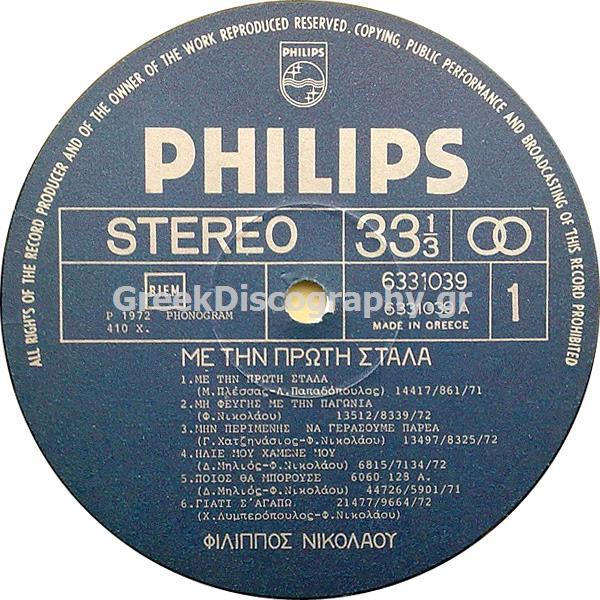 ALL RIGHTS OF THE RECORD PRODUCER AND OF THE OWNER OF THE WORK REPRODUCED RESERVED. COPYING, PUBLIC PERFORMANCE AND BROADCASTING OF THIS RECORD PROHIBITED
PHILIPS
PHILIPS
STEREO 33 1/3
BIEM 6331039 1
GreekDiscography.gr
6331039 A
P 1972 PHONOGRAM MADE IN GREECE
410 X.
ΜΕ ΤΗΝ ΠΡΩΤΗ ΣΤΑΛΑ
1.ΜΕ ΤΗΝ ΠΡΩΤΗ ΣΤΑΛΑ
(Μ.Πλέσσας-Λ.Παπαδόπουλος) 14417/861/71
2.ΜΗ ΦΕΥΓΗΣ ΜΕ ΤΗΝ ΠΑΓΩΝΙΑ
(Φ.Νικολάου) 13512/8339/72
3.ΜΗΝ ΠΕΡΙΜΕΝΗΣ ΝΑ ΓΕΡΑΣΟΥΜΕ ΠΑΡΕΑ
(Γ.Χατζηνάσιος-Φ.Νικολάου) 13497/8325/72
4.ΗΛΙΕ ΜΟΥ ΧΑΜΕΝΕ ΜΟΥ
(Δ.Μηλιός-Φ.Νικολάου) 6815/7134/72
5.ΠΟΙΟΣ ΘΑ ΜΠΟΡΟΥΣΕ 6060 128 Α.
(Δ.Μηλιός-Φ.Νικολάου) 44726/5901/71
6.ΓΙΑΤΙ Σ'ΑΓΑΠΩ 21477/9664/72
(Χ.Λυμπερόπουλος-Φ.Νικολάου)
ΦΙΛΙΠΠΟΣ ΝΙΚΟΛΑΟΥ